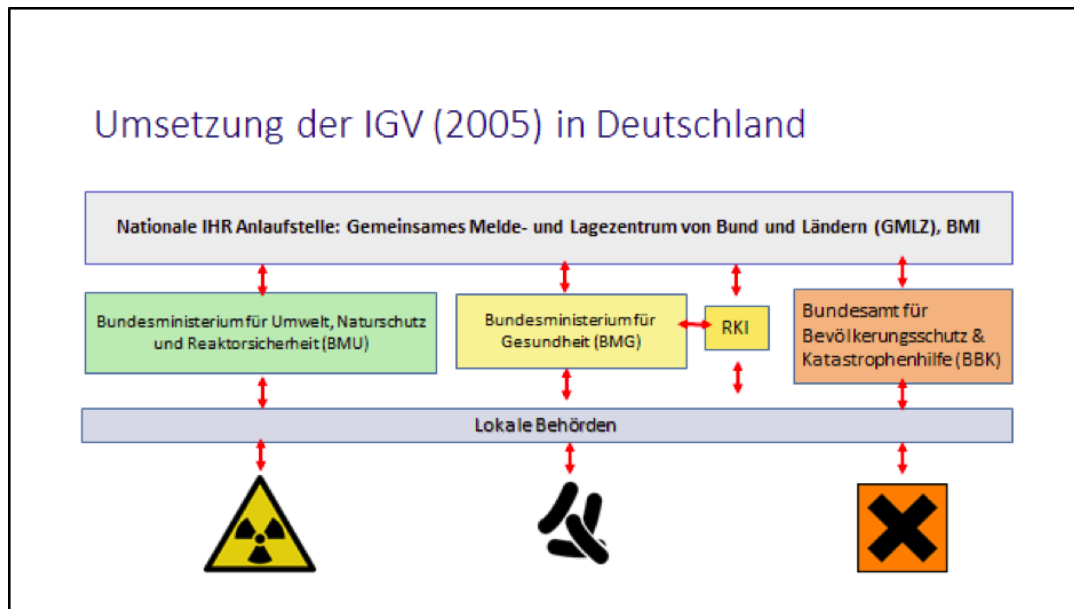 Umsetzung der IGV (2005) in Deutschland
Nationale IHR Anlaufstelle: Gemeinsames Melde- und Lagezentrum von Bund und Ländern (GMLZ), BMI
Bundesministerium für Umwelt, Naturschutz
und Reaktorsicherheit (BMU)
Bundesministerium für
Gesundheit (BMG)
RKI
Bundesamt für
Bevölkerungsschutz &
Katastrophenhilfe (BBK)
Lokale Behörden